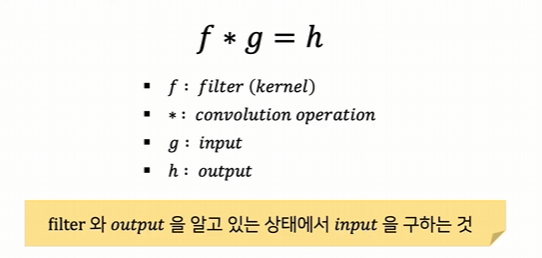 f * g = h
▪ f : filter (kernel)
▪ * : convolution operation
▪ g : input
▪ h : output
filter 와 output 을 알고 있는 상태에서 input 을 구하는 것